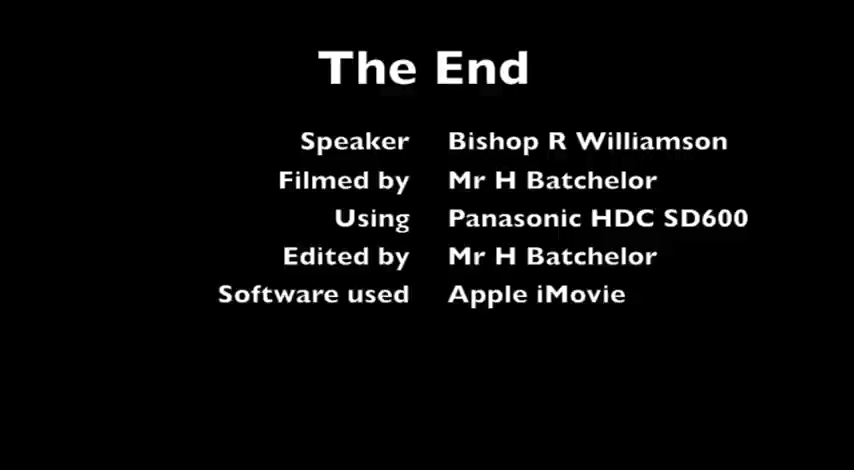 The End
Speaker Bishop R Williamson
Filmed by Mr H Batchelor
Using Panasonic HDC SD600
Edited by Mr H Batchelor
Software used Apple iMovie